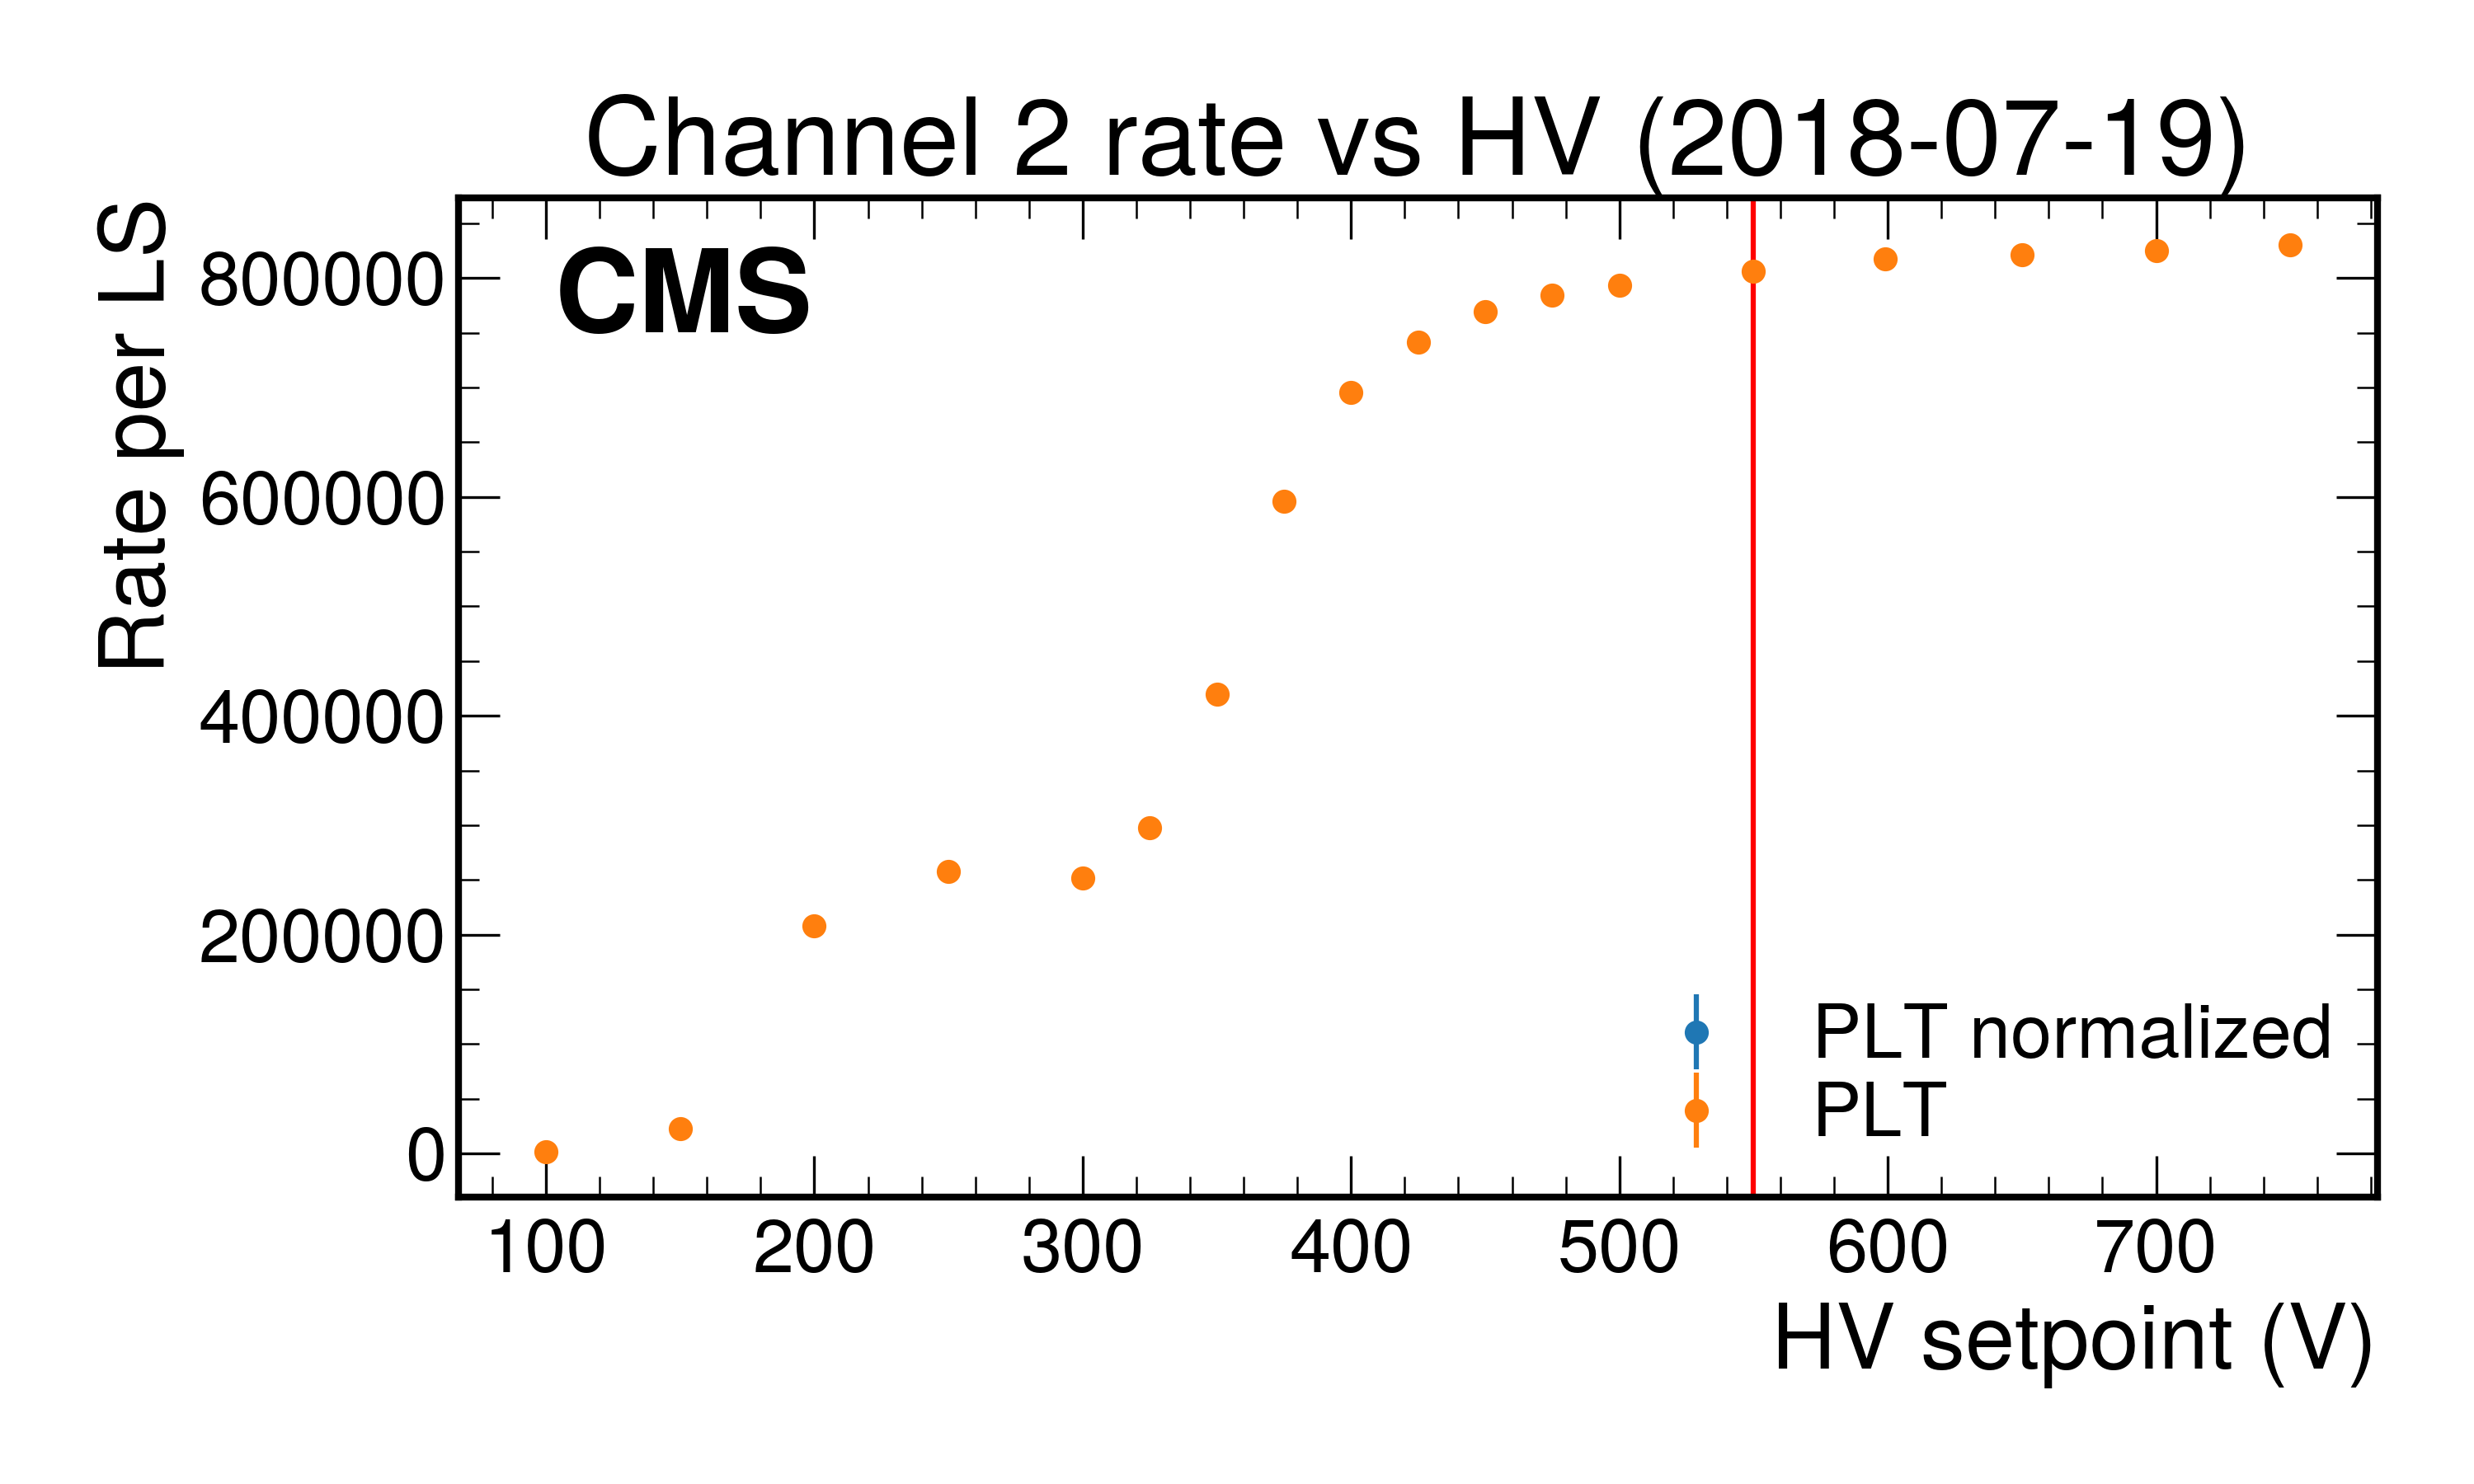 Channel 2 rate vs HV (2018-07-19)
CMS
Rate per LS
800000
600000
400000
200000
0
PLT normalized
PLT
100 200 300 400 500 600 700
HV setpoint (V)